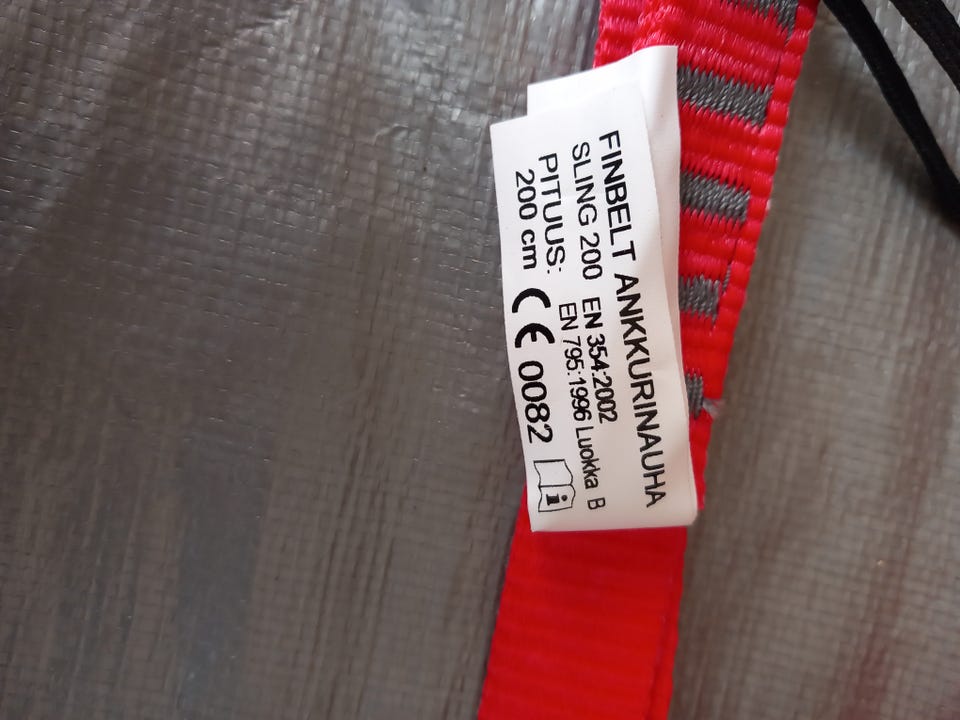 FINBELT ANKKURINAUHA
SLING 200 EN 354:2002
EN 795:1996 Luokka B
PITUUS:
200 cm CE 0082 i